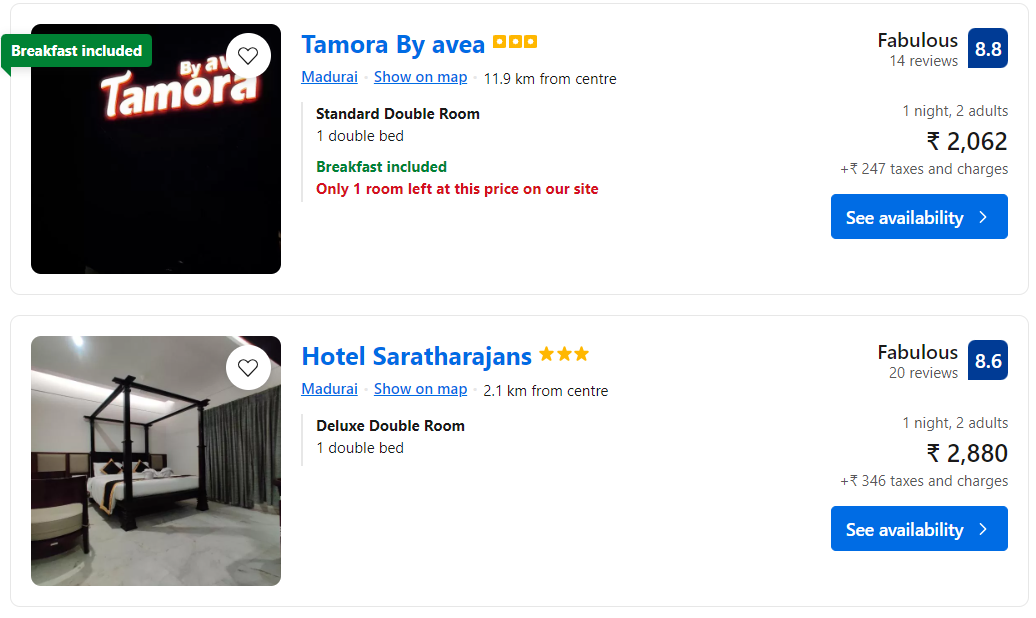 Breakfast included
By ave
Tamora
Tamora By avea
Madurai Show on map 11.9 km from centre
Standard Double Room
1 double bed
Breakfast included
Only 1 room left at this price on our site
Fabulous 8.8
14 reviews
1 night, 2 adults
₹ 2,062
+₹ 247 taxes and charges
See availability
Hotel Saratharajans
Madurai Show on map 2.1 km from centre
Deluxe Double Room
1 double bed
Fabulous 8.6
20 reviews
1 night, 2 adults
₹ 2,880
+₹ 346 taxes and charges
See availability